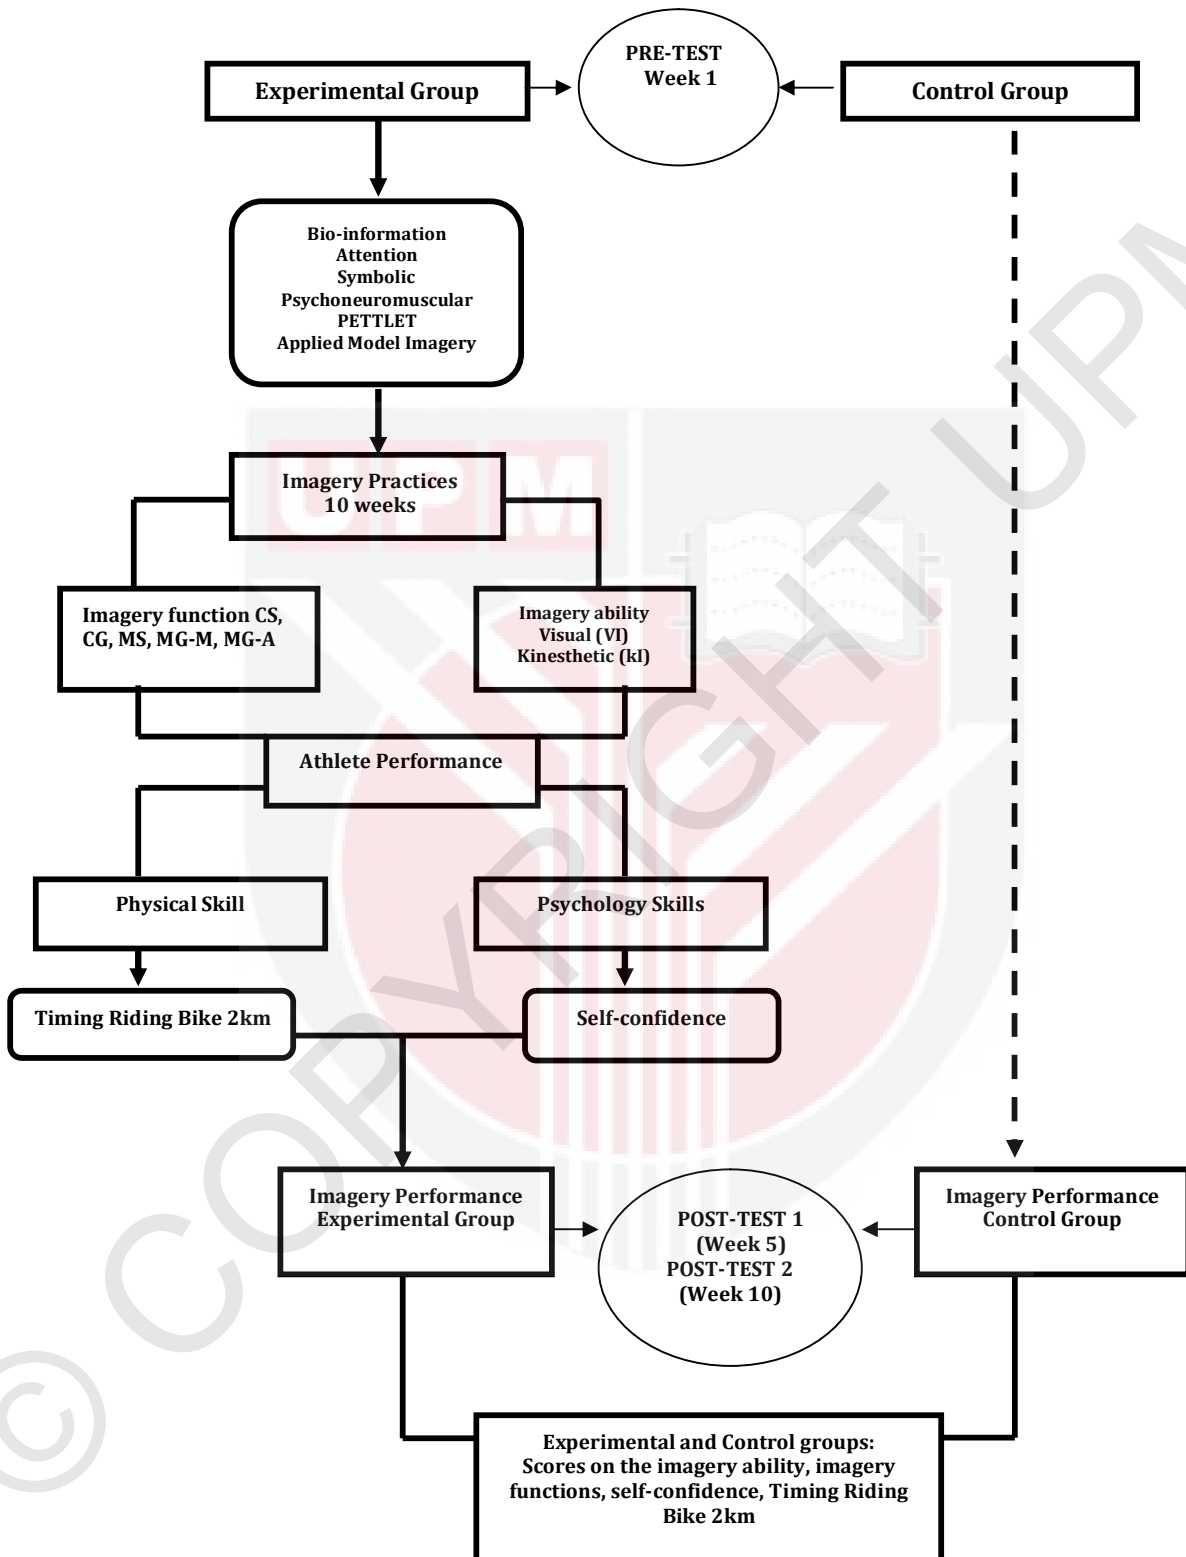 PRE-TEST
Week 1
Experimental Group
Control Group
Bio-information
Attention
Symbolic
Psychoneuromuscular
PETTLET
Applied Model Imagery
UPM
Imagery Practices
10 weeks
Imagery function CS,
CG, MS, MG-M, MG-A
Imagery ability
Visual (VI)
Kinesthetic (kI)
Athlete Performance
Physical Skill
Psychology Skills
Timing Riding Bike 2km
Self-confidence
Imagery Performance
Experimental Group
POST-TEST 1
(Week 5)
POST-TEST 2
(Week 10)
Imagery Performance
Control Group
Experimental and Control groups:
Scores on the imagery ability, imagery
functions, self-confidence, Timing Riding
Bike 2km
© COPYRIGHT UPM